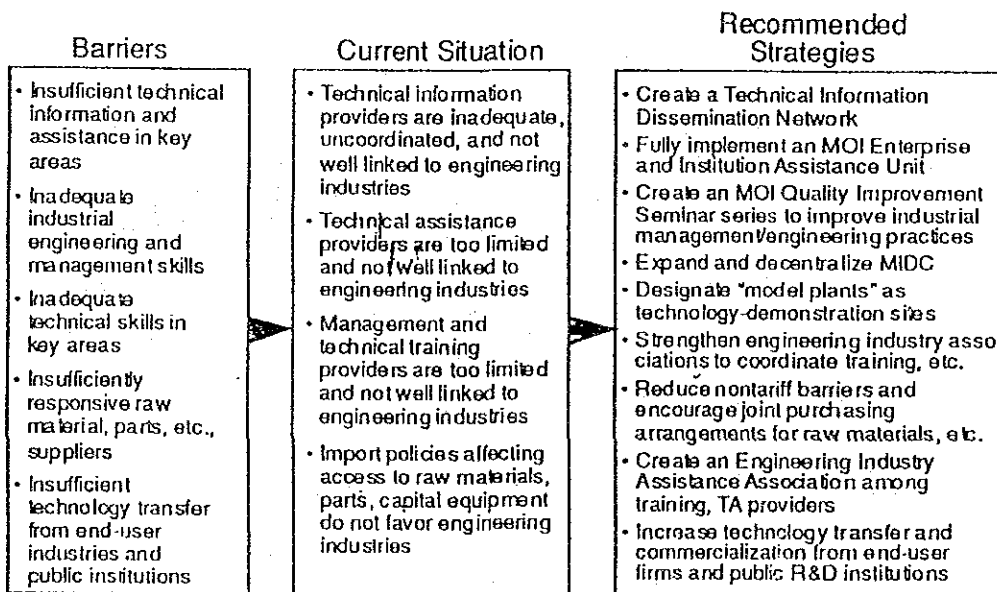 Barriers
• Insufficient technical
information and
assistance in key
areas
• Inadequate
industrial
engineering and
management skills
• Inadequate
technical skills in
key areas
• Insufficiently
responsive raw
material, parts, etc.,
suppliers
• Insufficient
technology transfer
from end-user
industries and
public institutions
Current Situation
• Technical information
providers are inadequate,
uncoordinated, and not
well linked to engineering
industries
• Technical assistance
providers are too limited
and not well linked to
engineering industries
• Management and
technical training
providers are too limited
and not well linked to
engineering industries
• Import policies affecting
access to raw materials,
parts, capital equipment
do not favor engineering
industries
Recommended
Strategies
• Create a Technical Information
Dissemination Network
• Fully implement an MOI Enterprise
and Institution Assistance Unit
• Create an MOI Quality Improvement
Seminar series to improve industrial
management/engineering practices
• Expand and decentralize MIDC
• Designate "model plants" as
technology-demonstration sites
• Strengthen engineering industry asso
ciations to coordinate training, etc.
• Reduce nontariff barriers and
encourage joint purchasing
arrangements for raw materials, etc.
• Create an Engineering Industry
Assistance Association among
training, TA providers
• Increase technology transfer and
commercialization from end-user
firms and public R&D institutions